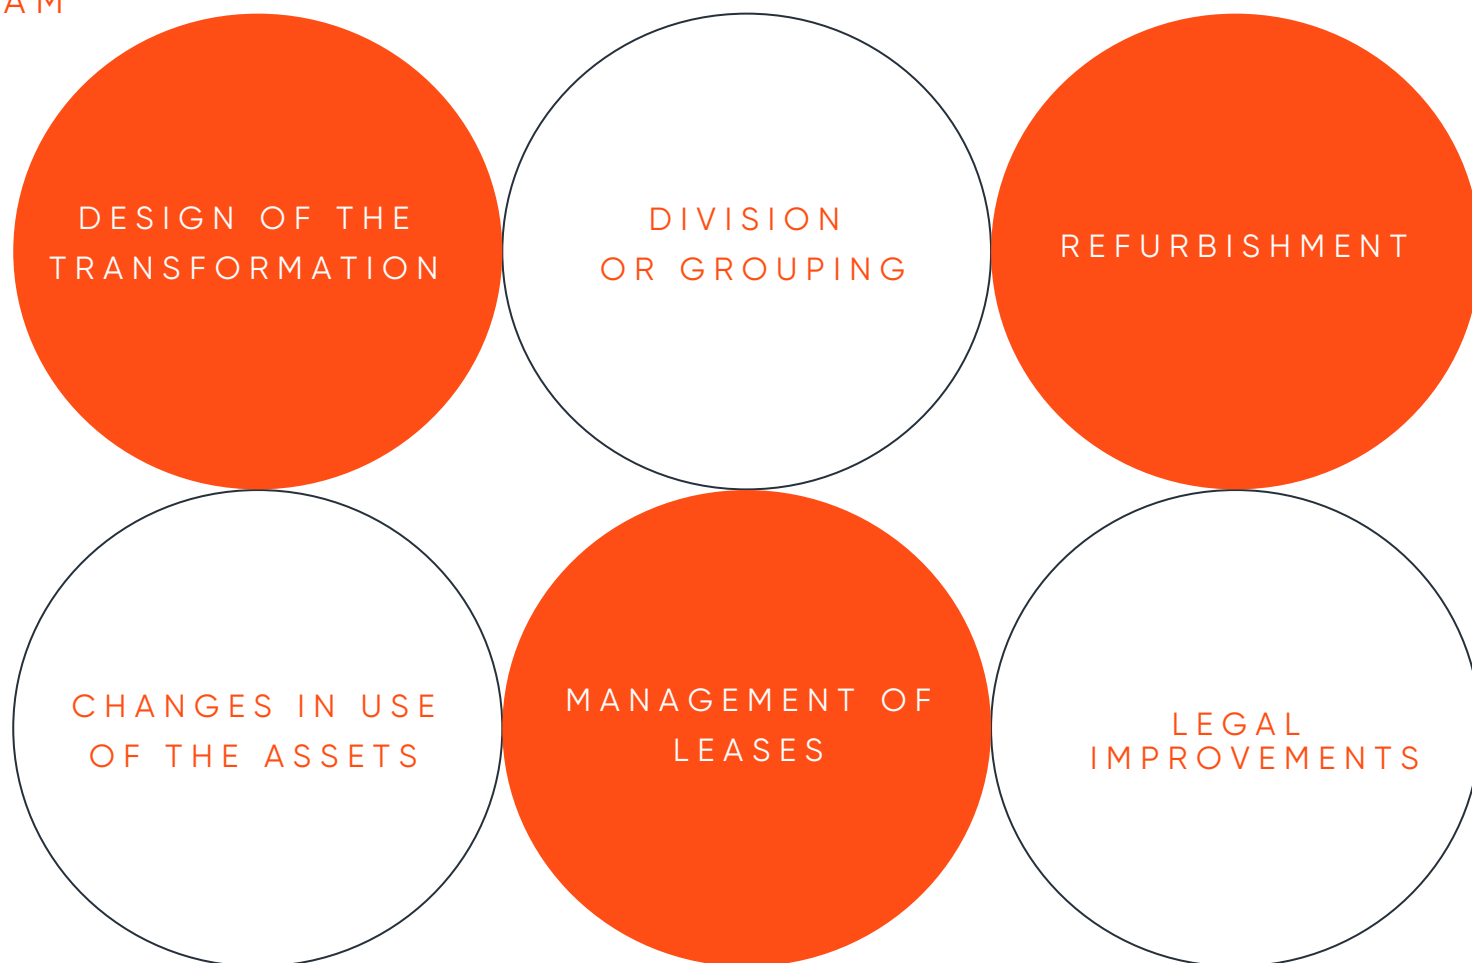 DESIGN OF THE
TRANSFORMATION
DIVISION
OR GROUPING
REFURBISHMENT
CHANGES IN USE
OF THE ASSETS
MANAGEMENT OF
LEASES
LEGAL
IMPROVEMENTS